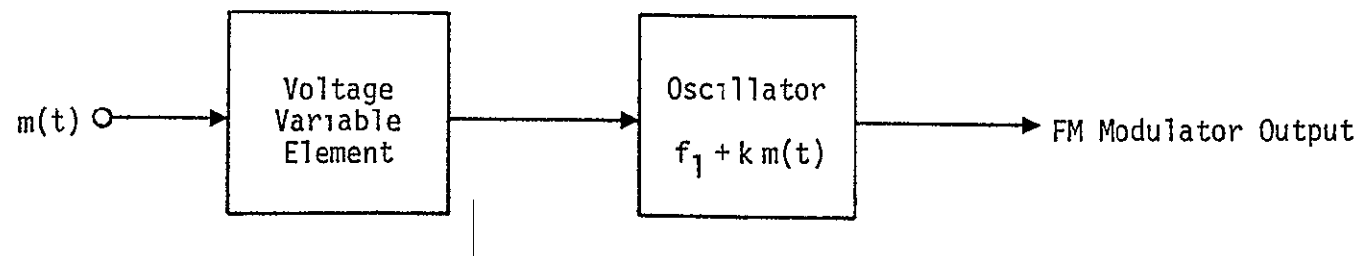 m(t)
Voltage
Variable
Element
Oscillator
f₁ + k m(t)
FM Modulator Output